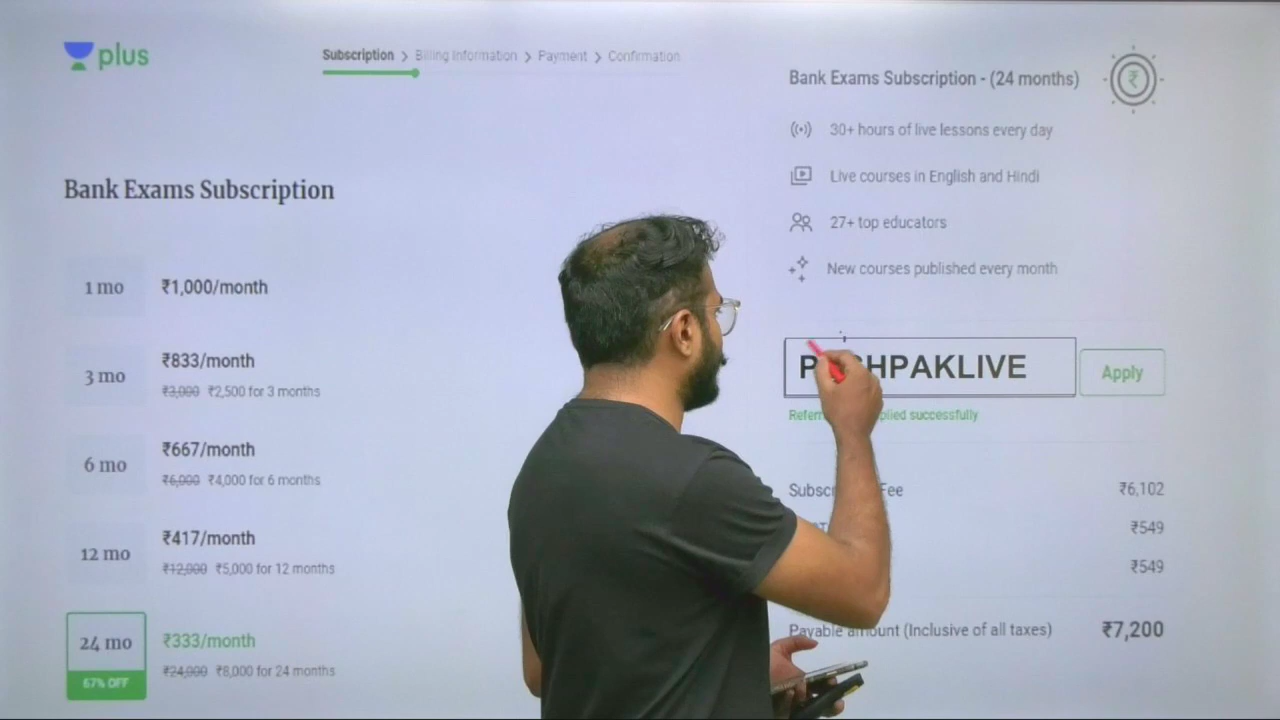 plus
Subscription > Billing Information > Payment > Confirmation
Bank Exams Subscription
1 mo ₹1,000/month
3 mo ₹833/month
₹3,000 ₹2,500 for 3 months
6 mo ₹667/month
₹6,000 ₹4,000 for 6 months
12 mo ₹417/month
₹12,000 ₹5,000 for 12 months
24 mo ₹333/month
67% OFF ₹24,000 ₹8,000 for 24 months
Bank Exams Subscription - (24 months)
₹
30+ hours of live lessons every day
Live courses in English and Hindi
27+ top educators
New courses published every month
HPAKLIVE
Apply
successfully
Fee ₹6,102
₹549
₹549
Payable amount (Inclusive of all taxes) ₹7,200